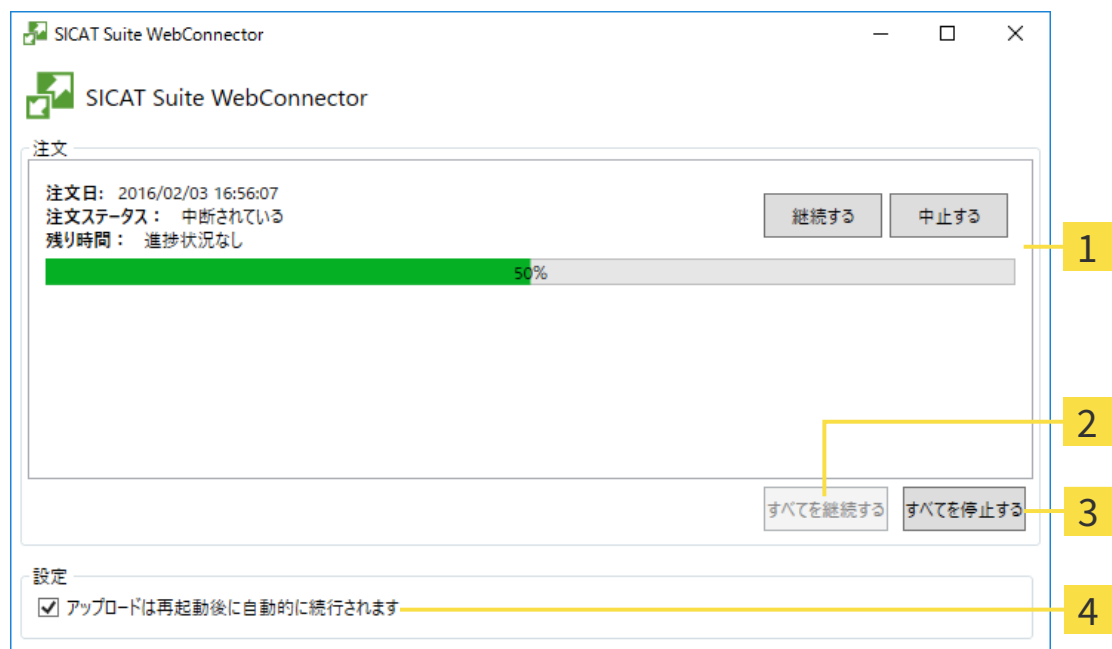 SICAT Suite WebConnector
SICAT Suite WebConnector
注文
注文日: 2016/02/03 16:56:07
注文ステータス： 中断されている
残り時間： 進捗状況なし
継続する 中止する
1
50%
2
すべてを継続する すべてを停止する
3
設定
アップロードは再起動後に自動的に続行されます
4